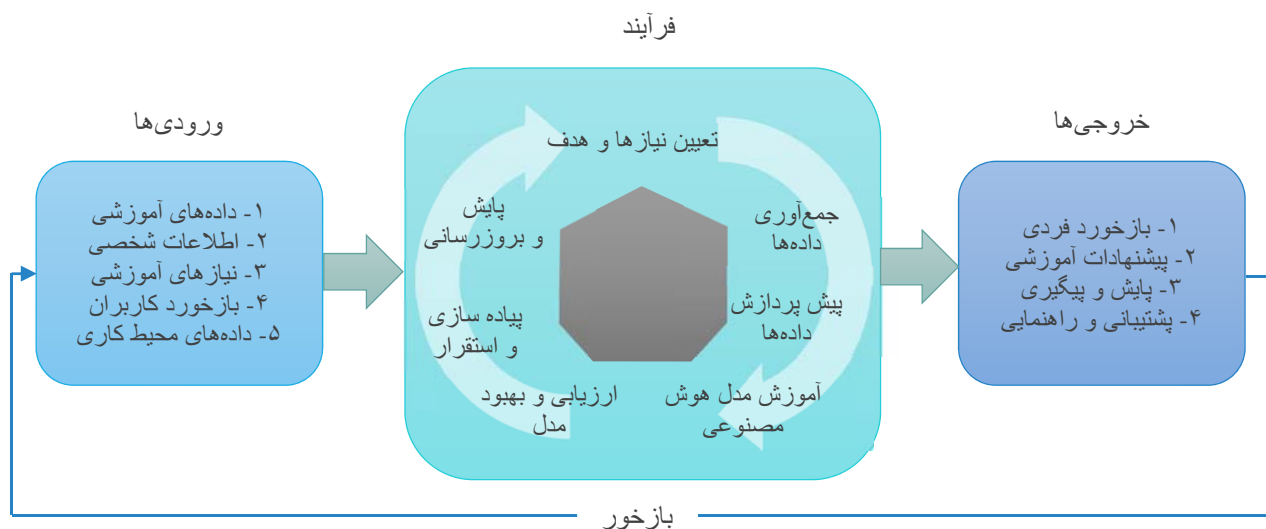 فرآیند
خروجی‌ها
۱- بازخورد فردی
۲- پیشنهادات آموزشی
۳- پایش و پیگیری
۴- پشتیبانی و راهنمایی
تعیین نیازها و هدف
جمع‌آوری
داده‌ها
پیش پردازش
داده‌ها
آموزش مدل هوش
مصنوعی
ارزیابی و بهبود
مدل
پیاده سازی
و استقرار
پایش
و بروزرسانی
ورودی‌ها
۱- داده‌های آموزشی
۲- اطلاعات شخصی
۳- نیازهای آموزشی
۴- بازخورد کاربران
۵- داده‌های محیط کاری
بازخور